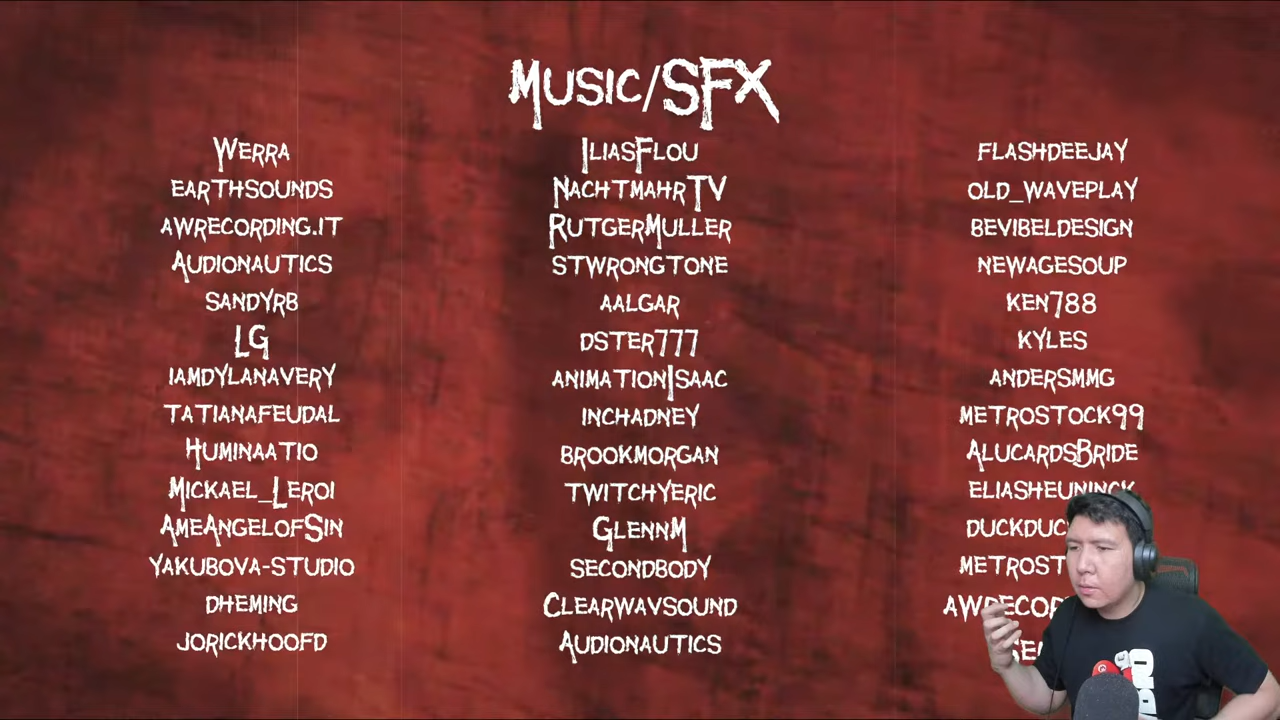 Music/SFX
Werra
earthsounds
awrecording.it
Audionautics
sandyrb
LG
iamdylanavery
tatianafeudal
Huminaatio
Mickael_Leroi
AmeAngelofSin
yakubova-studio
dheming
jorickhoofd
IliasFlou
NachtmahrTV
RutgerMuller
stwrongtone
aalgar
dster777
animationIsaac
inchadney
brookmorgan
twitchyeric
GlennM
secondbody
Clearwavsound
Audionautics
flashdeejay
old_waveplay
bevibeldesign
newagesoup
ken788
kyles
andersmmg
metrostock99
AlucardsBride
eliasheuninck